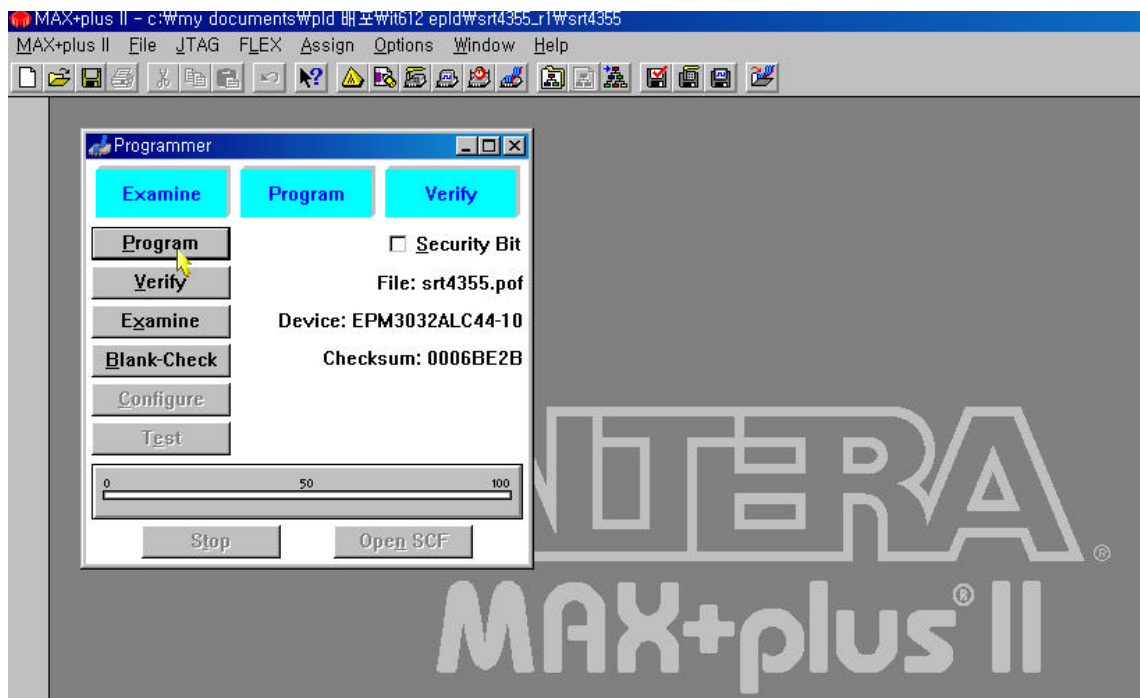 MAX+plus II - c:₩my documents₩pld 배포₩it612 epld₩srt4355_r1₩srt4355
MAX+plus II File JTAG FLEX Assign Options Window Help
Programmer
Examine Program Verify
Program Security Bit
Verify File: srt4355.pof
Examine Device: EPM3032ALC44-10
Blank-Check Checksum: 0006BE2B
Configure
Test
0 50 100
Stop Open SCF
ALTERA®
MAX+plus® II